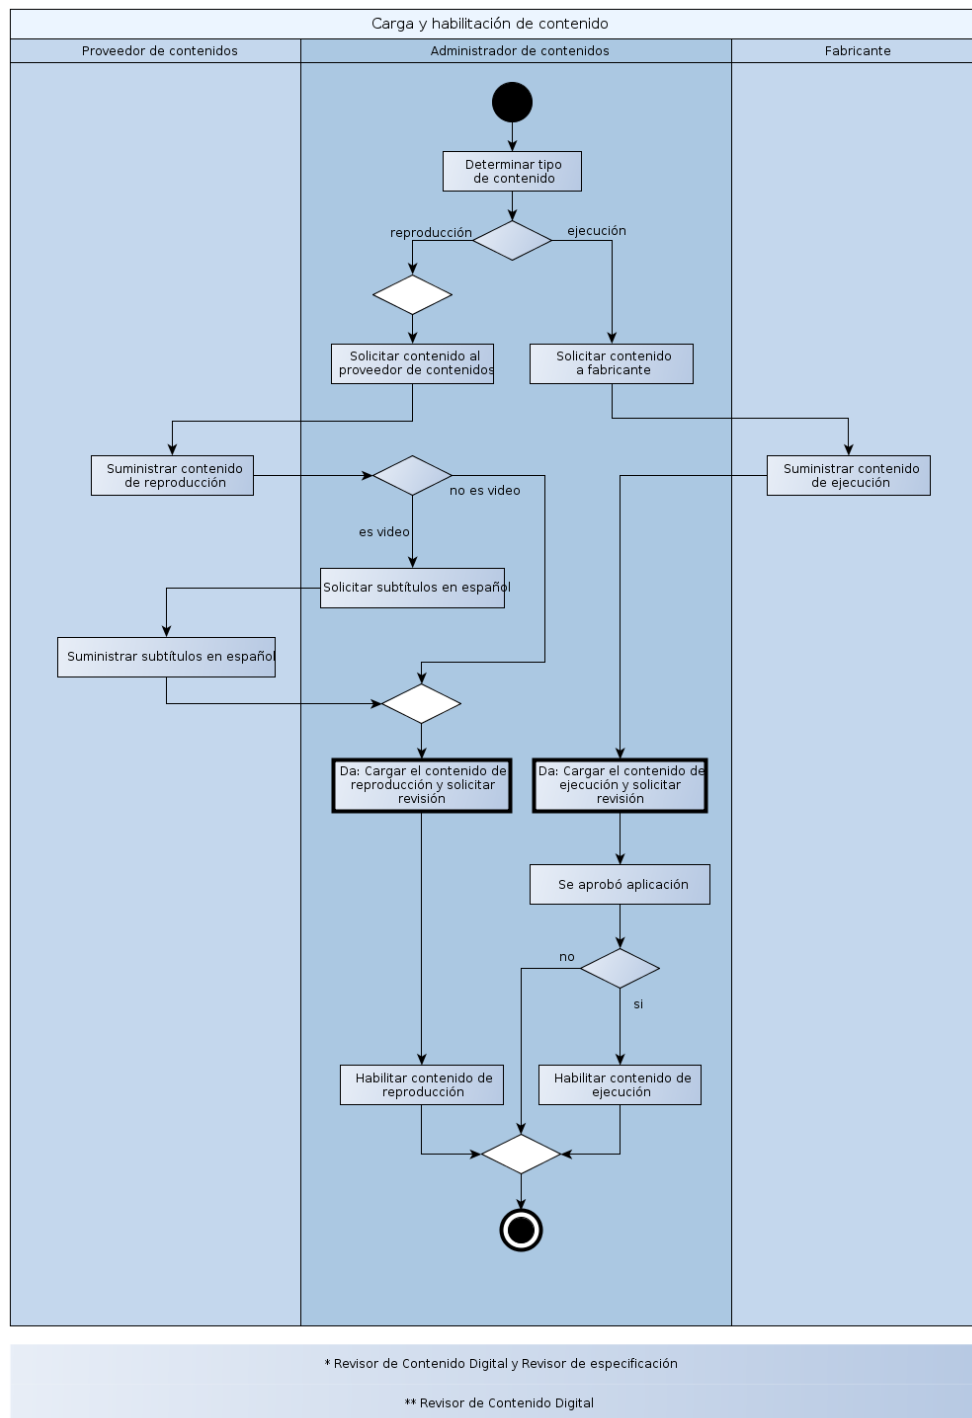 Carga y habilitación de contenido
Proveedor de contenidos
Administrador de contenidos
Fabricante
Determinar tipo
de contenido
reproducción
ejecución
Solicitar contenido al
proveedor de contenidos
Solicitar contenido
a fabricante
Suministrar contenido
de reproducción
no es video
Suministrar contenido
de ejecución
es video
Solicitar subtítulos en español
Suministrar subtítulos en español
Da: Cargar el contenido de
reproducción y solicitar
revisión
Da: Cargar el contenido de
ejecución y solicitar
revisión
Se aprobó aplicación
no
si
Habilitar contenido de
reproducción
Habilitar contenido de
ejecución
* Revisor de Contenido Digital y Revisor de especificación
** Revisor de Contenido Digital